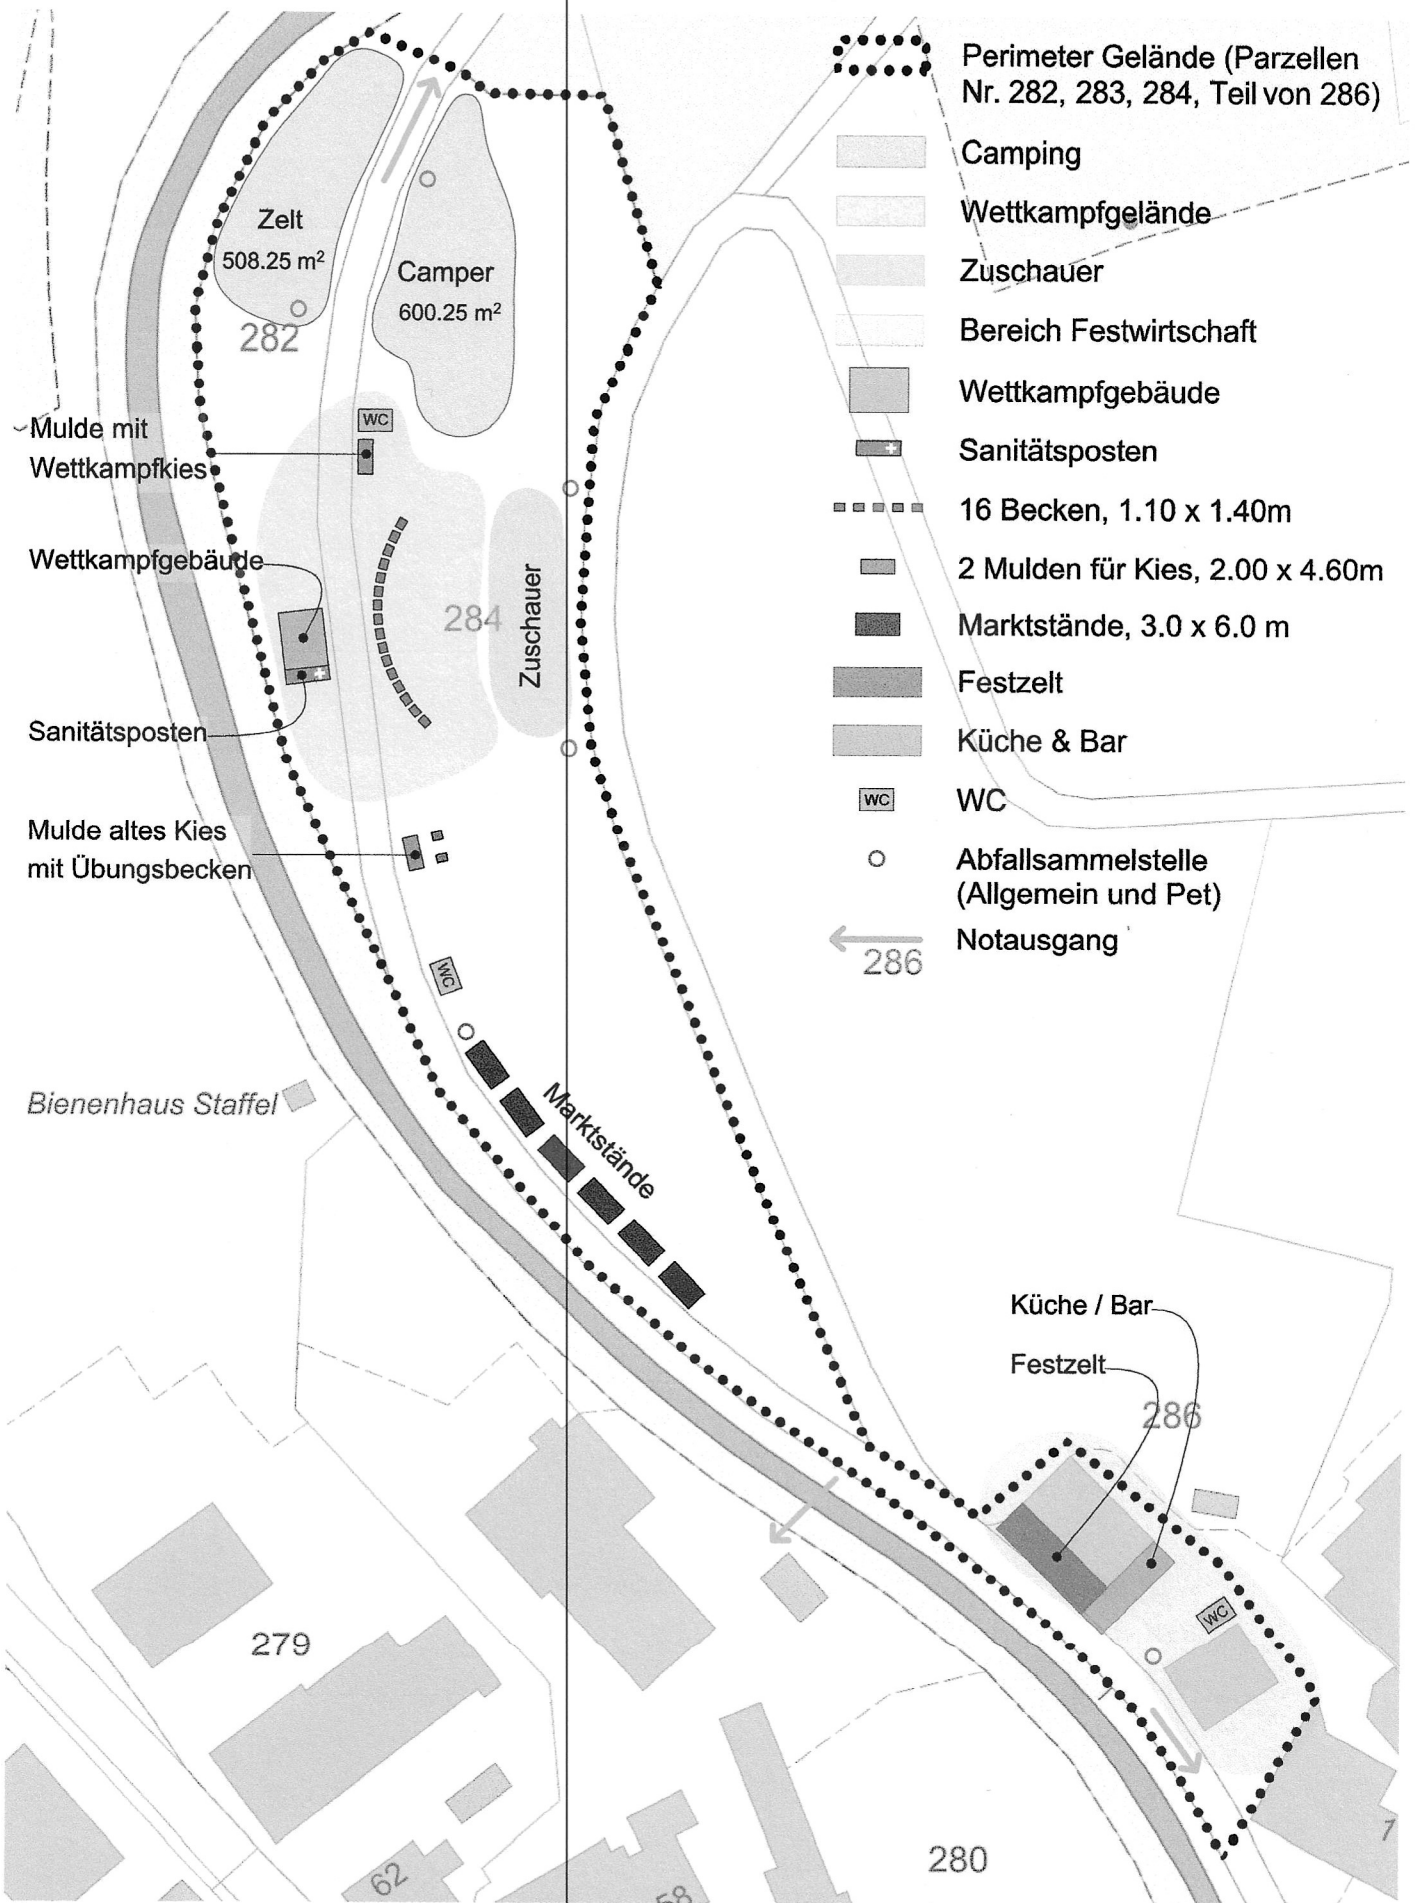 Perimeter Gelände (Parzellen
Nr. 282, 283, 284, Teil von 286)
Camping
Wettkampfgelände
Zuschauer
Bereich Festwirtschaft
Wettkampfgebäude
Sanitätsposten
16 Becken, 1.10 x 1.40m
2 Mulden für Kies, 2.00 x 4.60m
Marktstände, 3.0 x 6.0 m
Festzelt
Küche & Bar
WC
WC
Abfallsammelstelle
(Allgemein und Pet)
Notausgang
286
Zelt
508.25 m²
Camper
600.25 m²
282
WC
Mulde mit
Wettkampfkies
Wettkampfgebäude
284
Zuschauer
Sanitätsposten
Mulde altes Kies
mit Übungsbecken
WC
Bienenhaus Staffel
Marktstände
Küche / Bar
Festzelt
286
WC
279
280
62
58
1